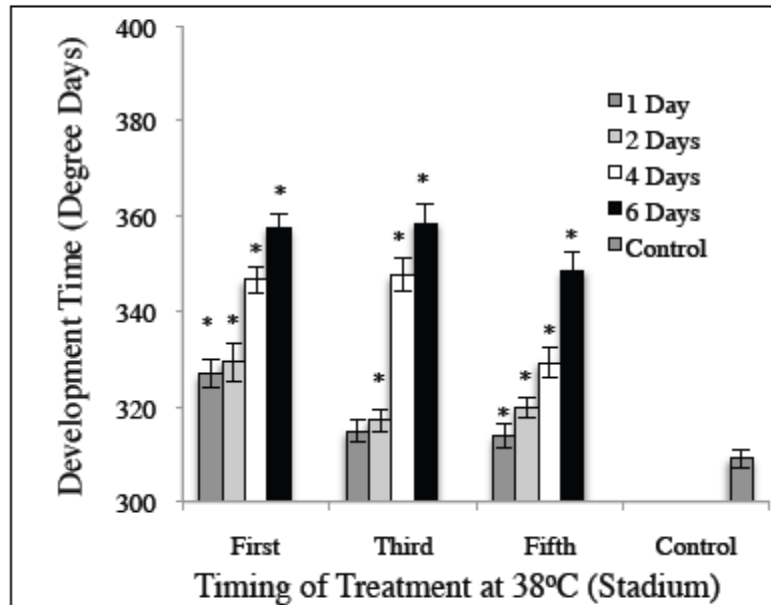 Development Time (Degree Days)
400
380
360
340
320
300
1 Day
2 Days
4 Days
6 Days
Control
* * * *
* * *
* * * *
First Third Fifth Control
Timing of Treatment at 38ºC (Stadium)